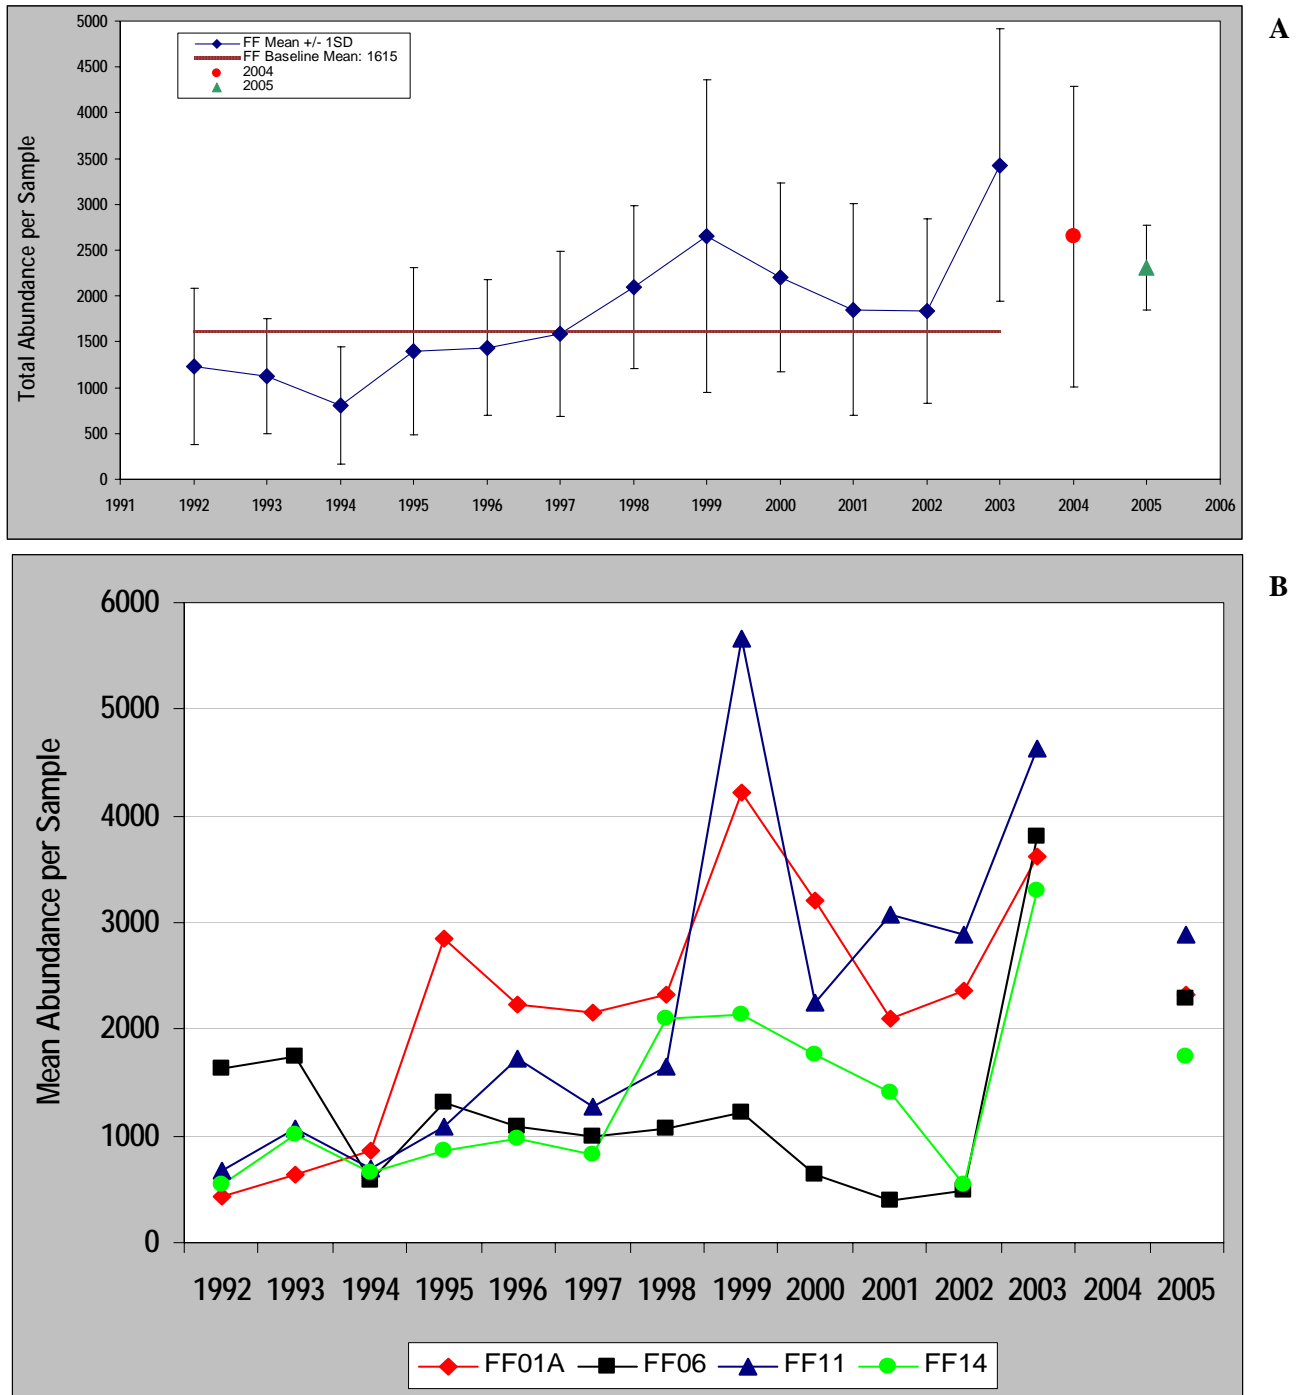 A
5000
4500
4000
3500
3000
2500
2000
1500
1000
500
0
Total Abundance per Sample
FF Mean +/- 1SD
FF Baseline Mean: 1615
2004
2005
1991 1992 1993 1994 1995 1996 1997 1998 1999 2000 2001 2002 2003 2004 2005 2006
B
6000
5000
4000
3000
2000
1000
0
Mean Abundance per Sample
1992 1993 1994 1995 1996 1997 1998 1999 2000 2001 2002 2003 2004 2005
FF01A FF06 FF11 FF14